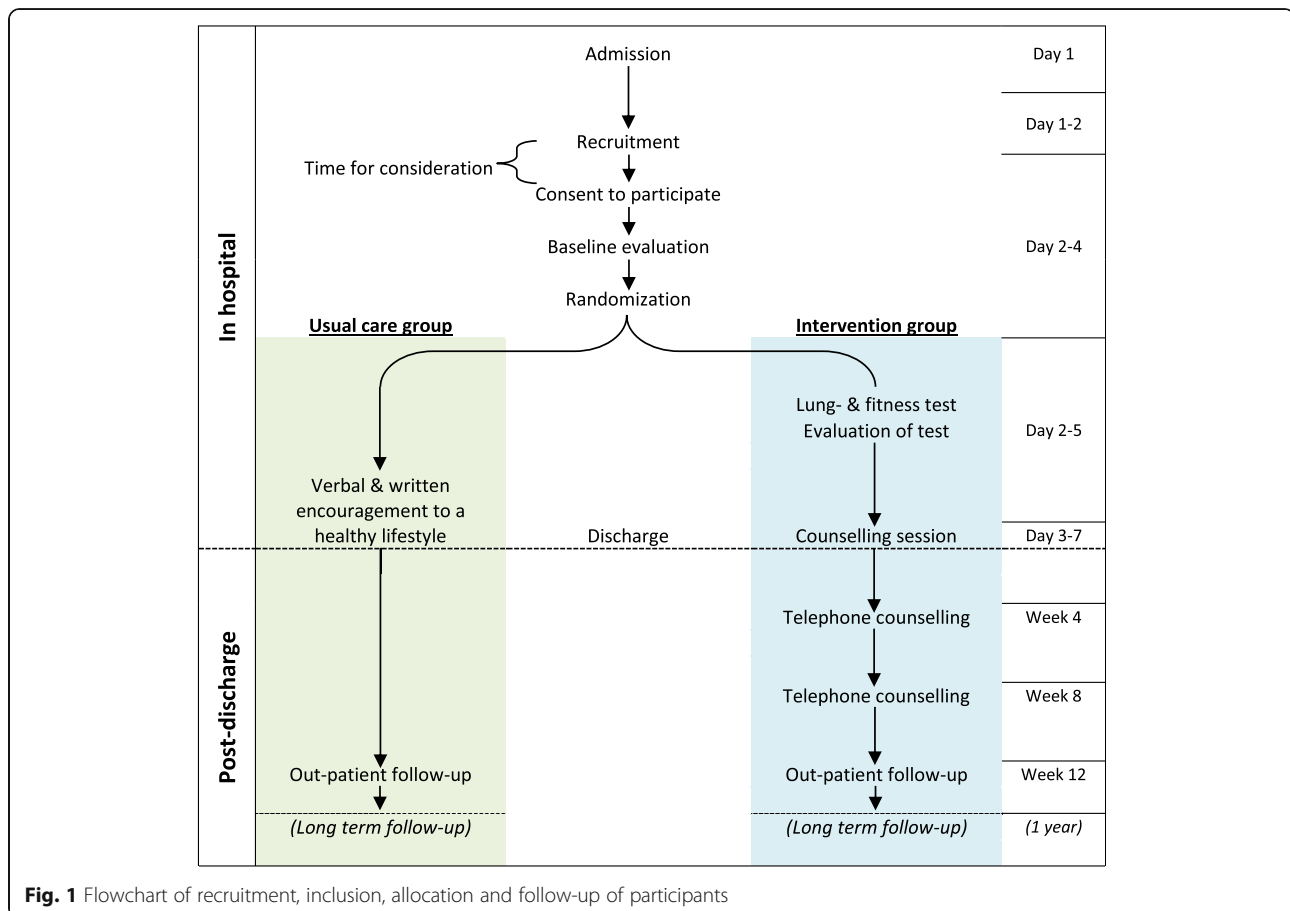 Admission
Day 1
Day 1-2
Recruitment
Time for consideration
Consent to participate
In hospital
Baseline evaluation
Day 2-4
Randomization
Usual care group
Intervention group
Lung- & fitness test
Evaluation of test
Day 2-5
Verbal & written
encouragement to a
healthy lifestyle
Discharge
Counselling session
Day 3-7
Post-discharge
Telephone counselling
Week 4
Telephone counselling
Week 8
Out-patient follow-up
Out-patient follow-up
Week 12
(Long term follow-up)
(Long term follow-up)
(1 year)
Fig. 1 Flowchart of recruitment, inclusion, allocation and follow-up of participants